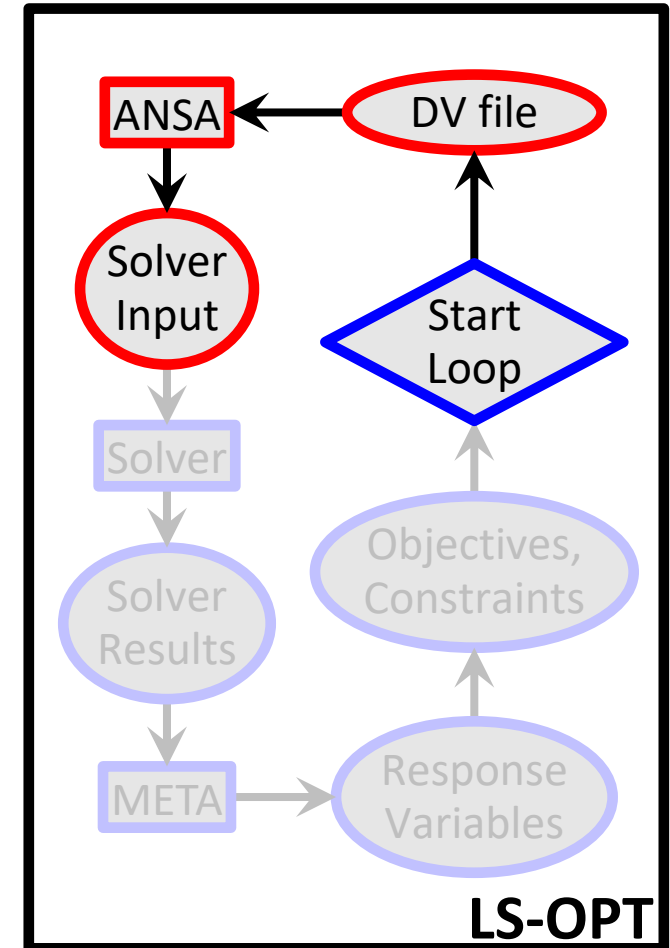 ANSA
DV file
Solver
Input
Start
Loop
Solver
Objectives,
Constraints
Solver
Results
META
Response
Variables
LS-OPT